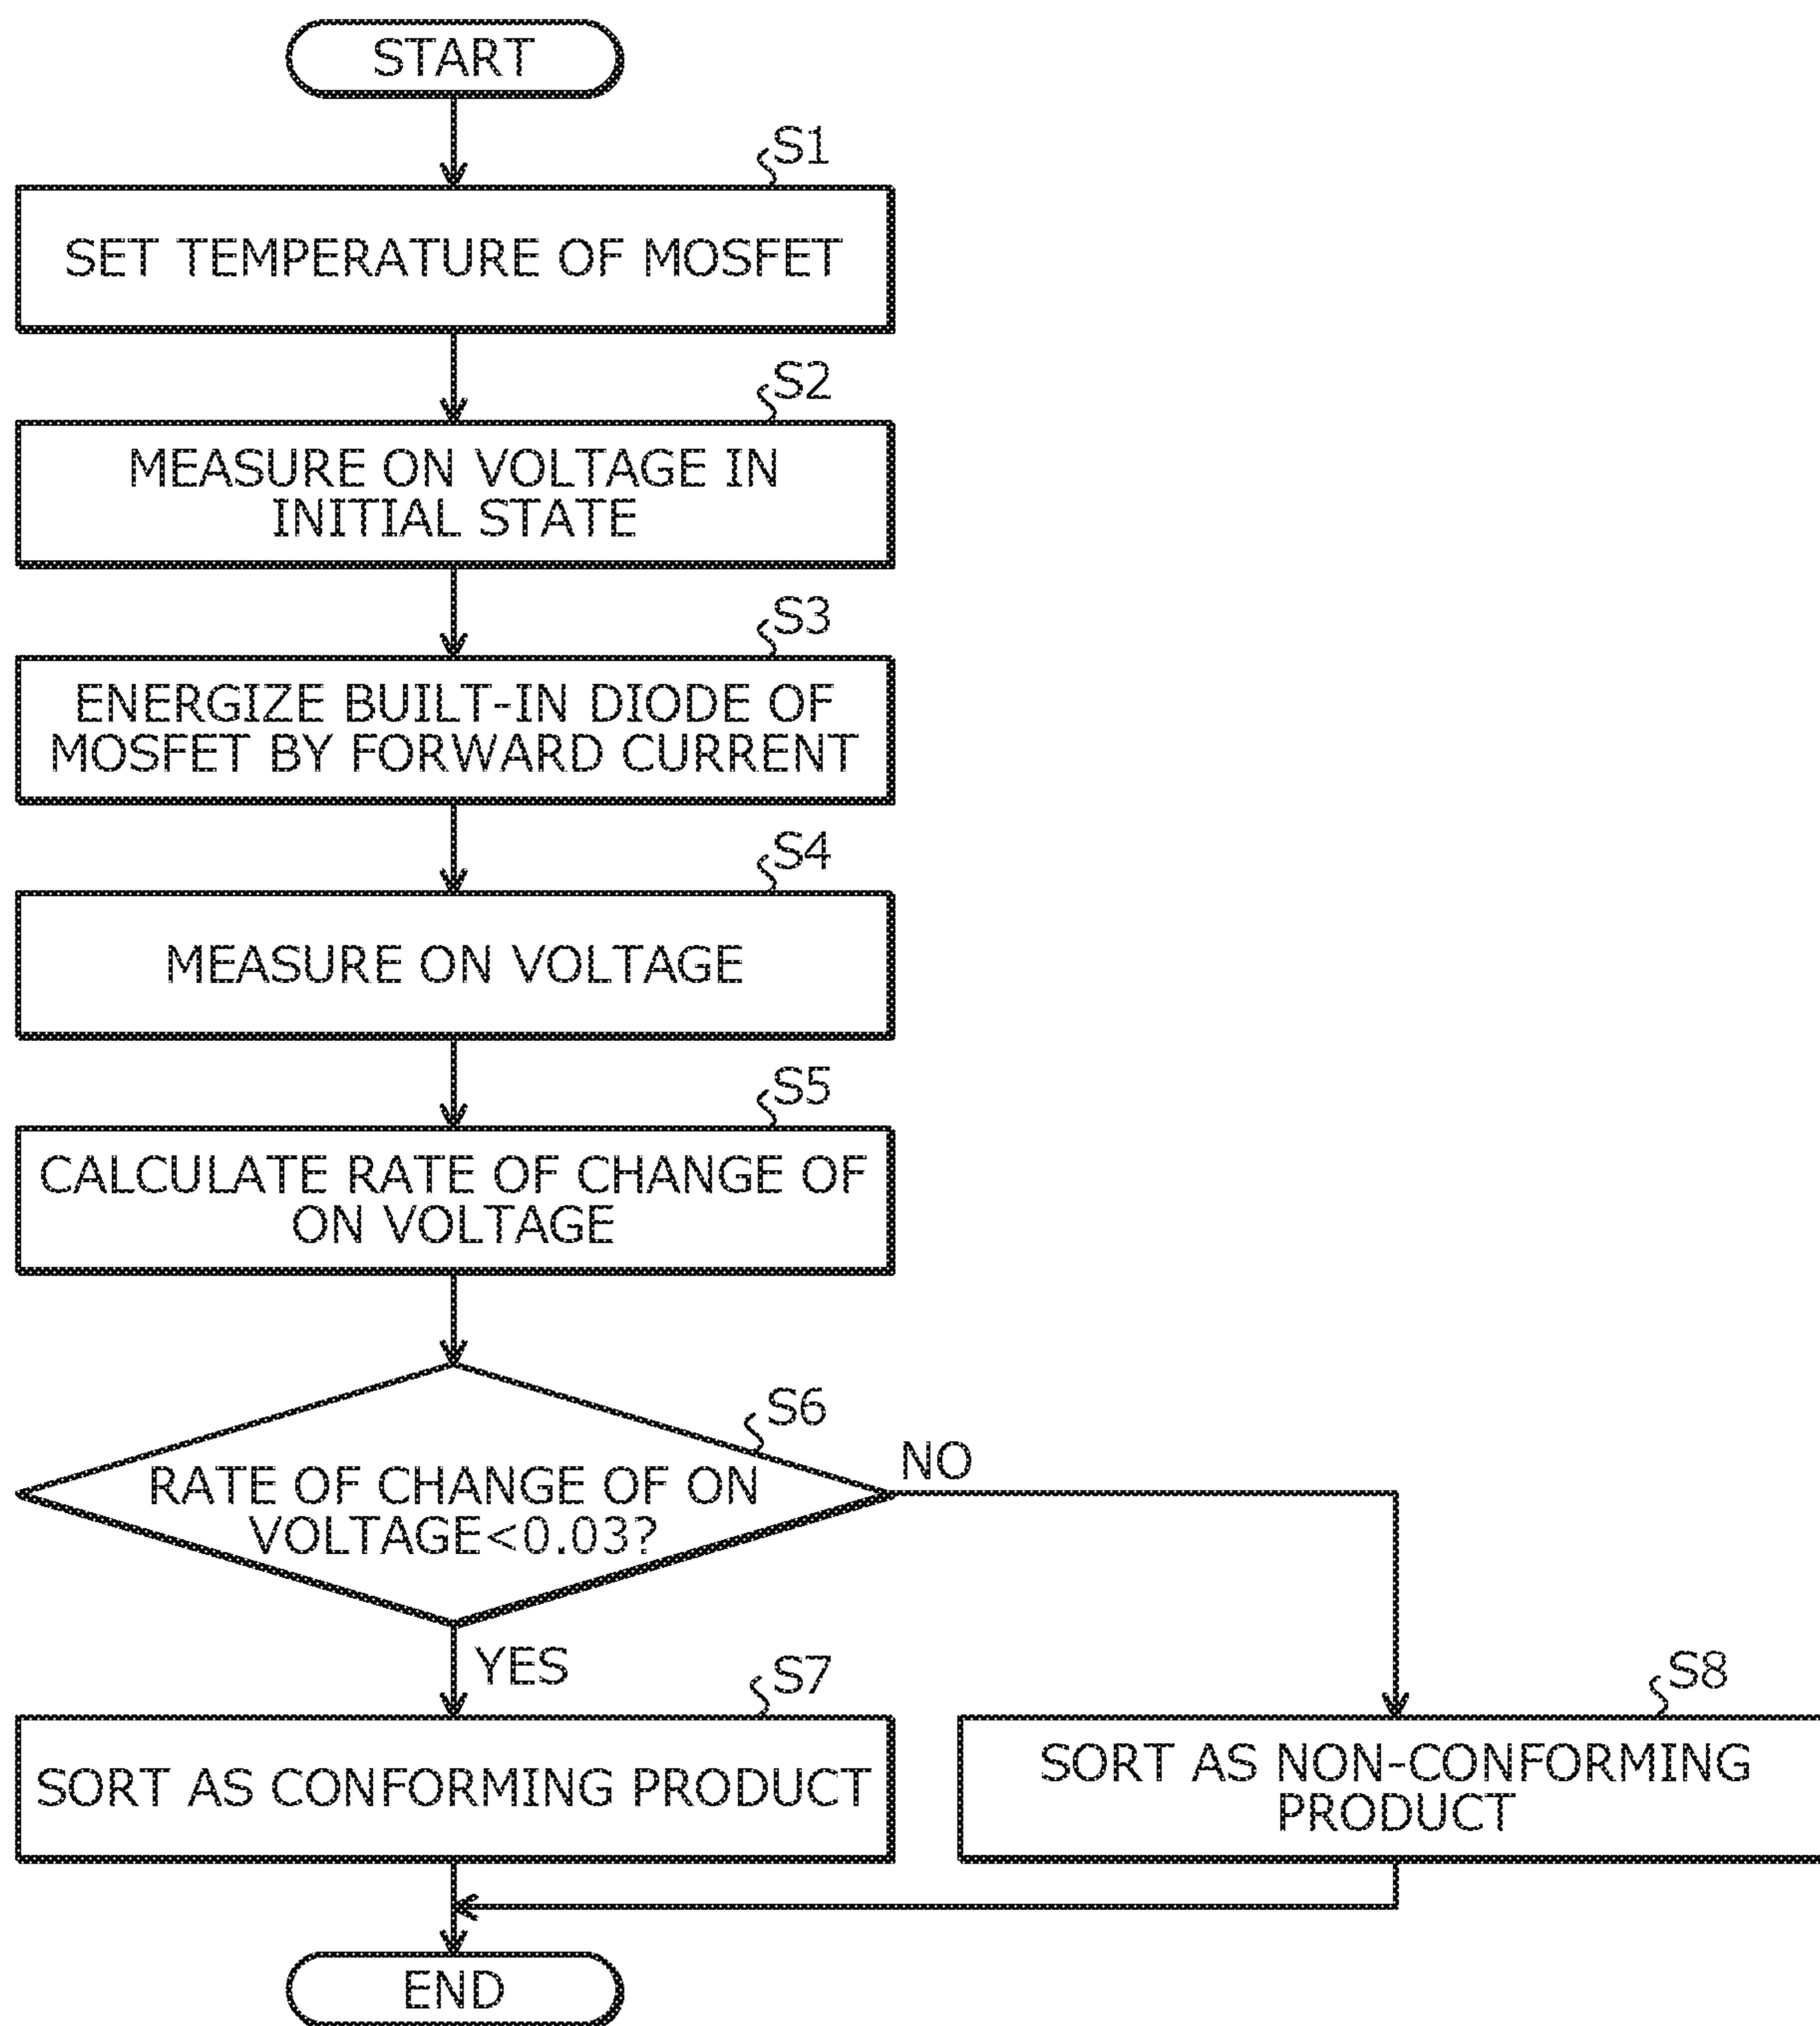 START
S1
SET TEMPERATURE OF MOSFET
S2
MEASURE ON VOLTAGE IN
INITIAL STATE
S3
ENERGIZE BUILT-IN DIODE OF
MOSFET BY FORWARD CURRENT
S4
MEASURE ON VOLTAGE
S5
CALCULATE RATE OF CHANGE OF
ON VOLTAGE
S6
RATE OF CHANGE OF ON
VOLTAGE<0.03?
NO
YES
S7
SORT AS CONFORMING PRODUCT
S8
SORT AS NON-CONFORMING
PRODUCT
END